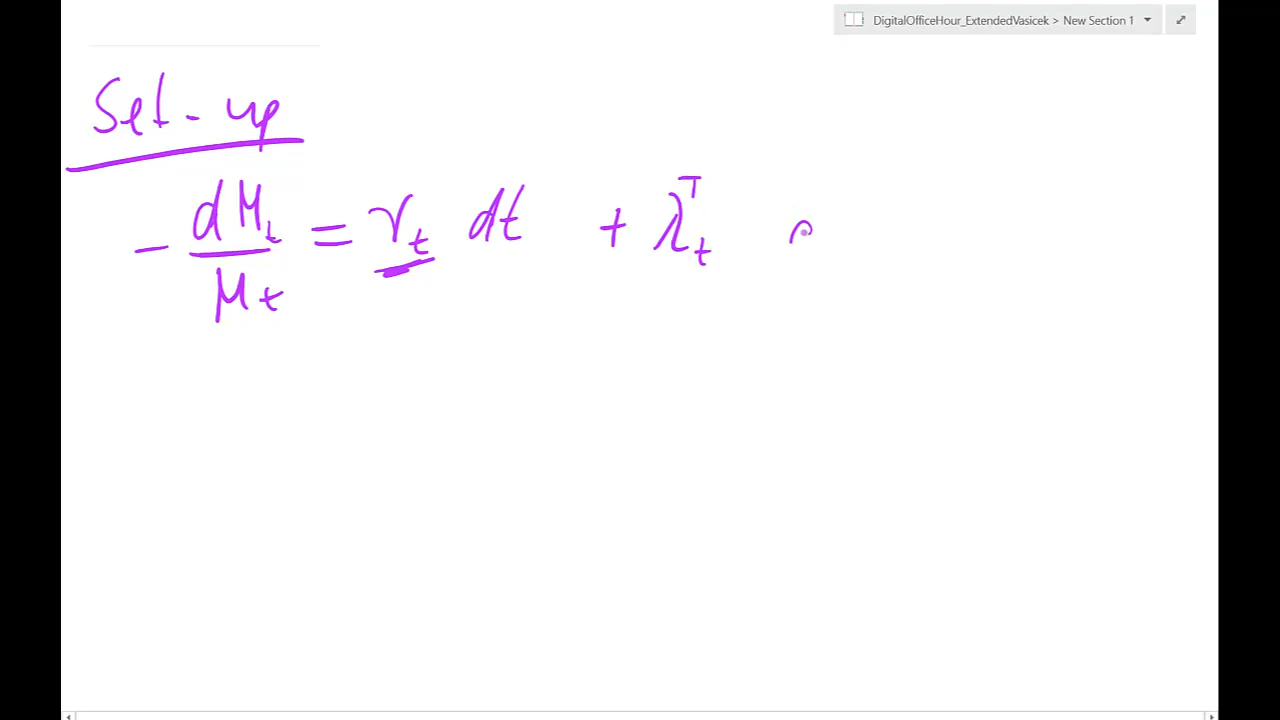 DigitalOfficeHour_ExtendedVasicek > New Section 1
Set-up
- dM_t / M_t = r_t dt + λ_t^T